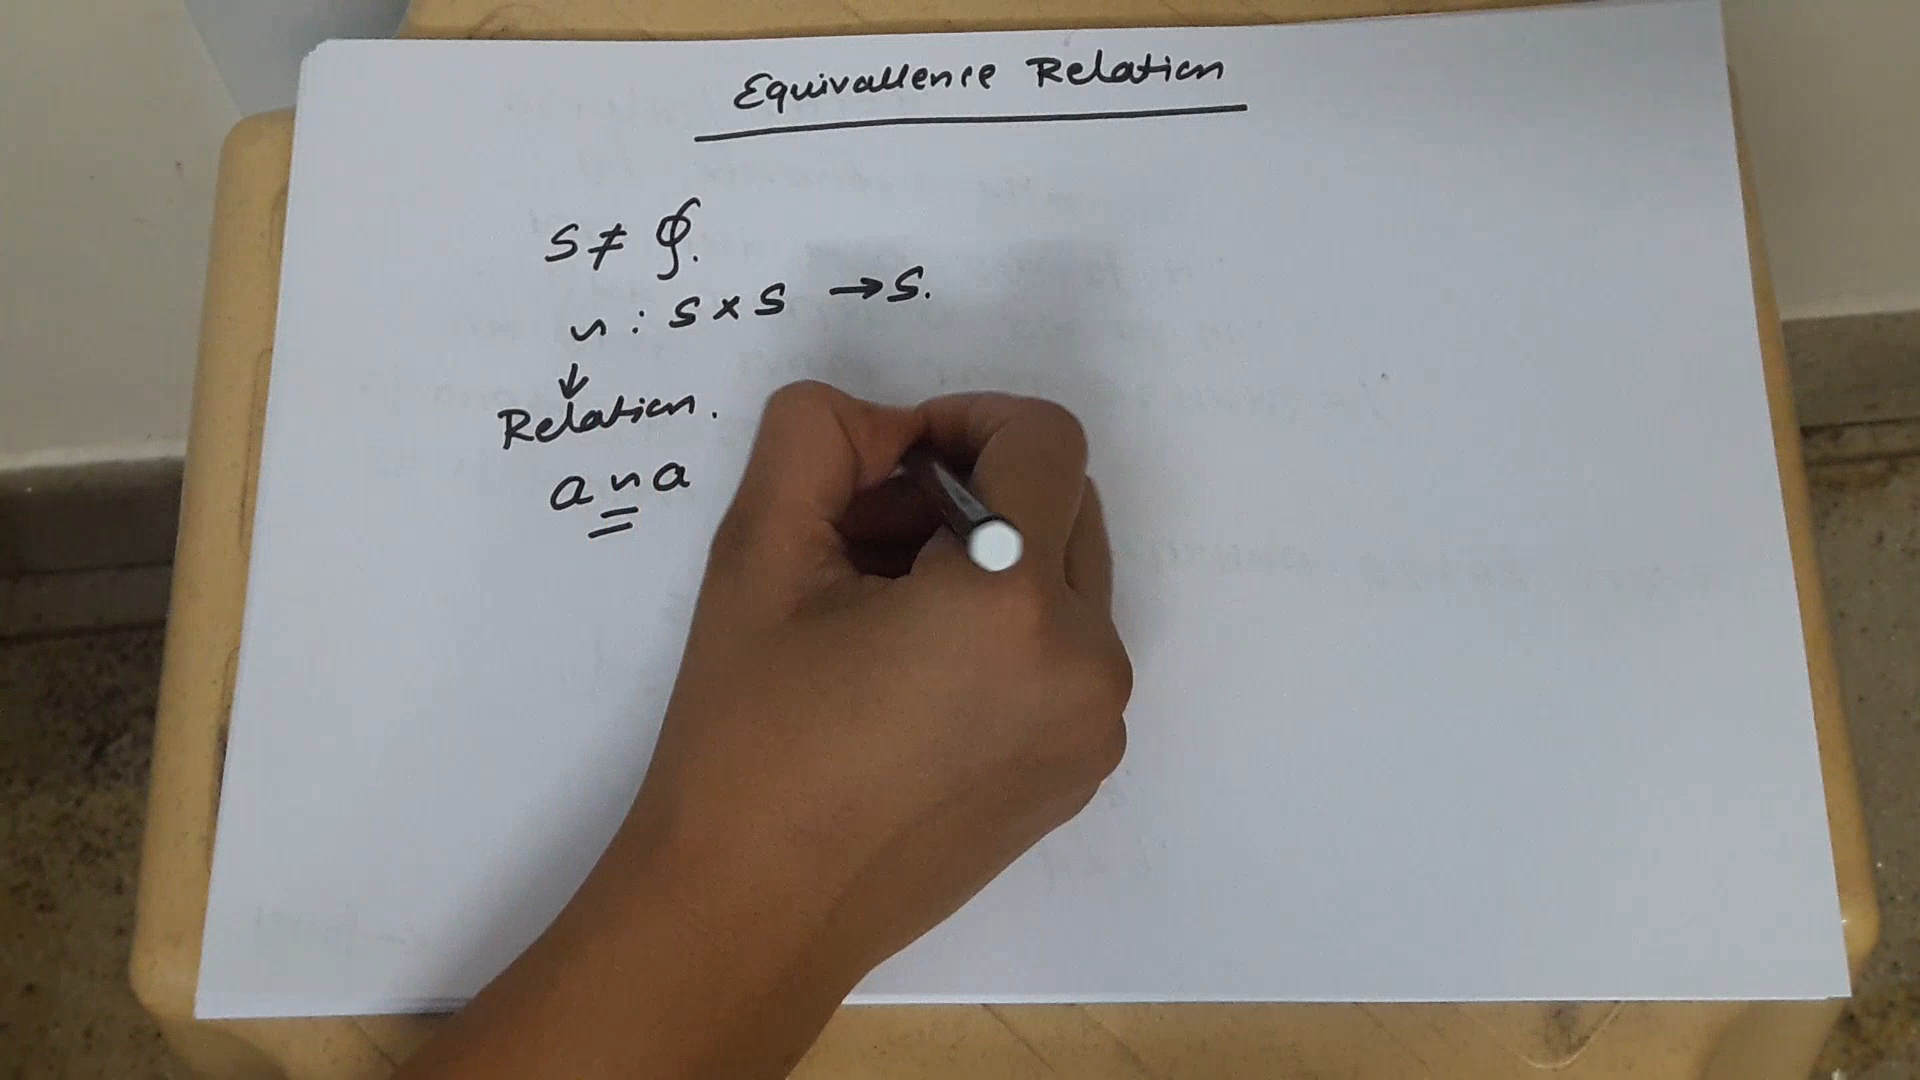 Equivallence Relation
S ≠ φ.
~ : S × S → S.
↓
Relation.
a ~ a